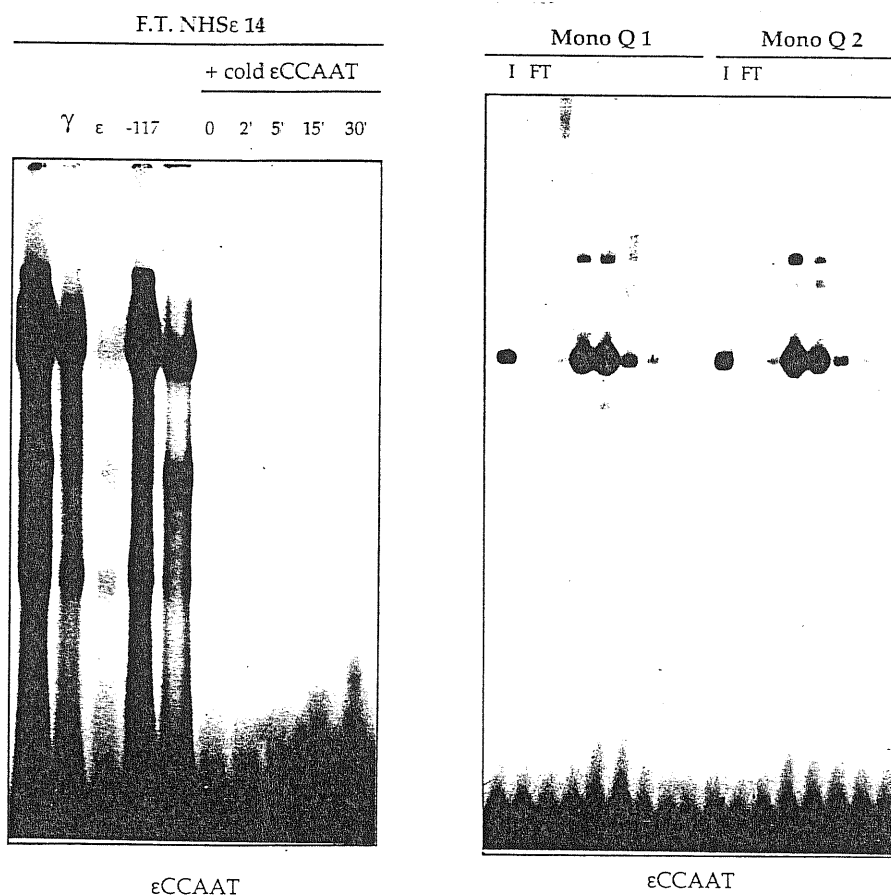 F.T. NHSε 14
+ cold εCCAAT
γ ε -117 0 2' 5' 15' 30'
εCCAAT
Mono Q 1 Mono Q 2
I FT I FT
εCCAAT